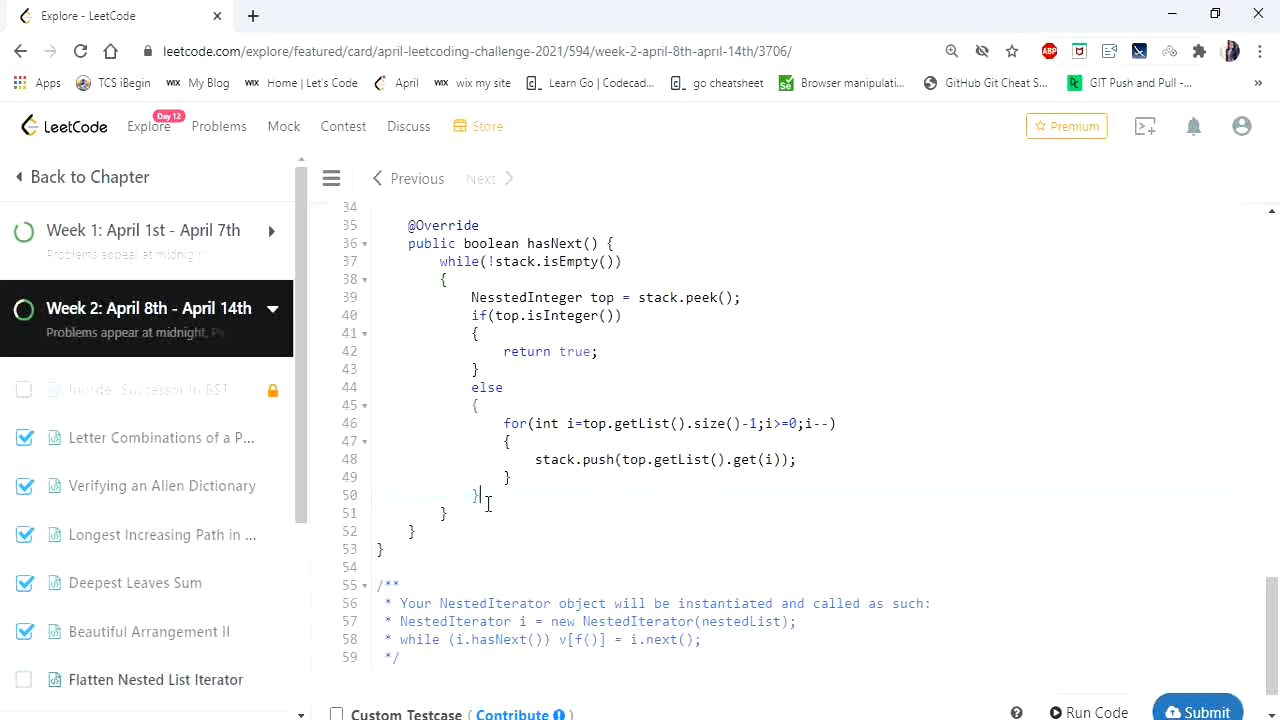 Explore - LeetCode
leetcode.com/explore/featured/card/april-leetcoding-challenge-2021/594/week-2-april-8th-april-14th/3706/
ABP
Apps TCS iBegin WIX My Blog WIX Home | Let's Code April WIX wix my site Learn Go | Codecad... go cheatsheet Se Browser manipulati... GitHub Git Cheat S... GIT Push and Pull -... »
LeetCode Explore Day 12 Problems Mock Contest Discuss Store Premium
Back to Chapter
Previous Next
Week 1: April 1st - April 7th
Problems appear at midnight
Week 2: April 8th - April 14th
Problems appear at midnight,
Inorder Successor in BST
Letter Combinations of a P...
Verifying an Alien Dictionary
Longest Increasing Path in ...
Deepest Leaves Sum
Beautiful Arrangement II
Flatten Nested List Iterator
34
35 @Override
36 public boolean hasNext() {
37 while(!stack.isEmpty())
38 {
39 NesstedInteger top = stack.peek();
40 if(top.isInteger())
41 {
42 return true;
43 }
44 else
45 {
46 for(int i=top.getList().size()-1;i>=0;i--)
47 {
48 stack.push(top.getList().get(i));
49 }
50 }
51 }
52 }
53 }
54
55 /**
56 * Your NestedIterator object will be instantiated and called as such:
57 * NestedIterator i = new NestedIterator(nestedList);
58 * while (i.hasNext()) v[f()] = i.next();
59 */
Custom Testcase ( Contribute )
Run Code Submit